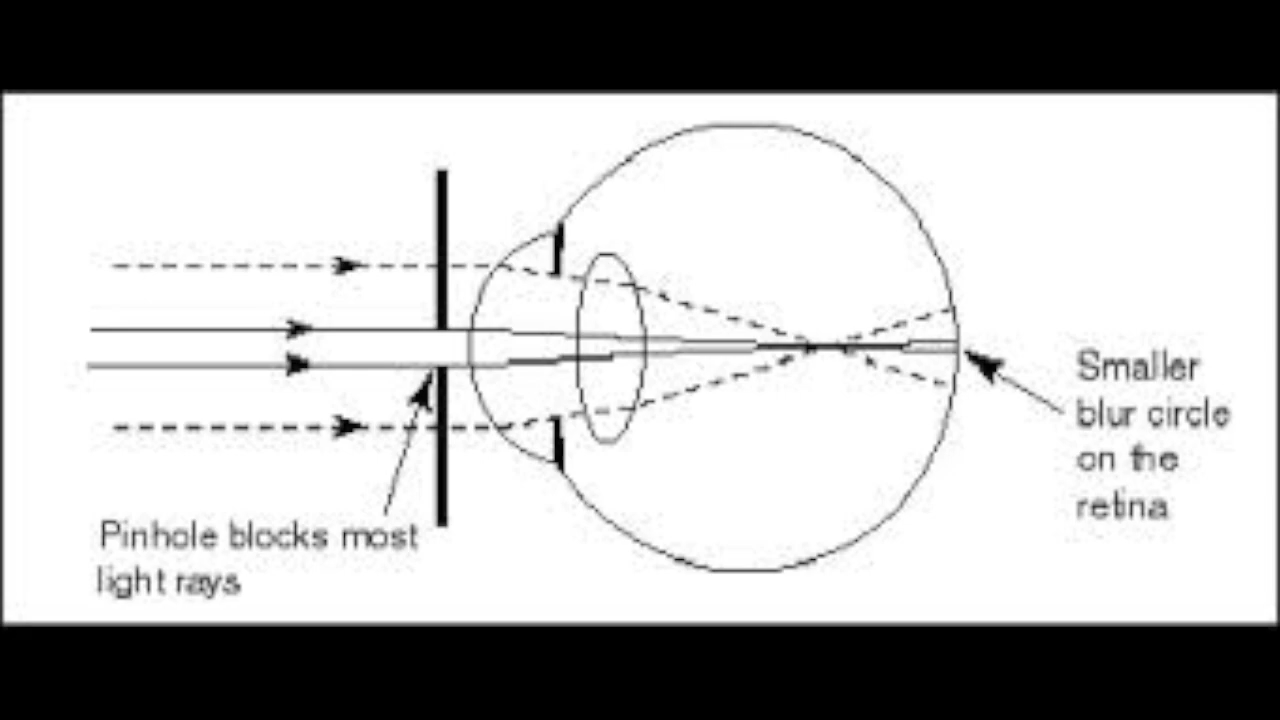 Smaller
blur circle
on the
retina
Pinhole blocks most
light rays